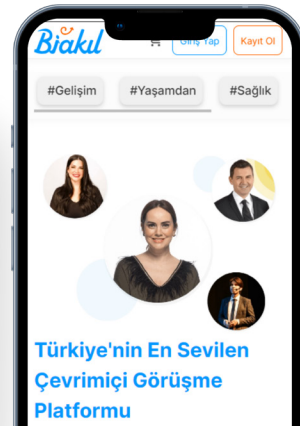 Biakıl
Giriş Yap
Kayıt Ol
#Gelişim
#Yaşamdan
#Sağlık
Türkiye'nin En Sevilen
Çevrimiçi Görüşme
Platformu